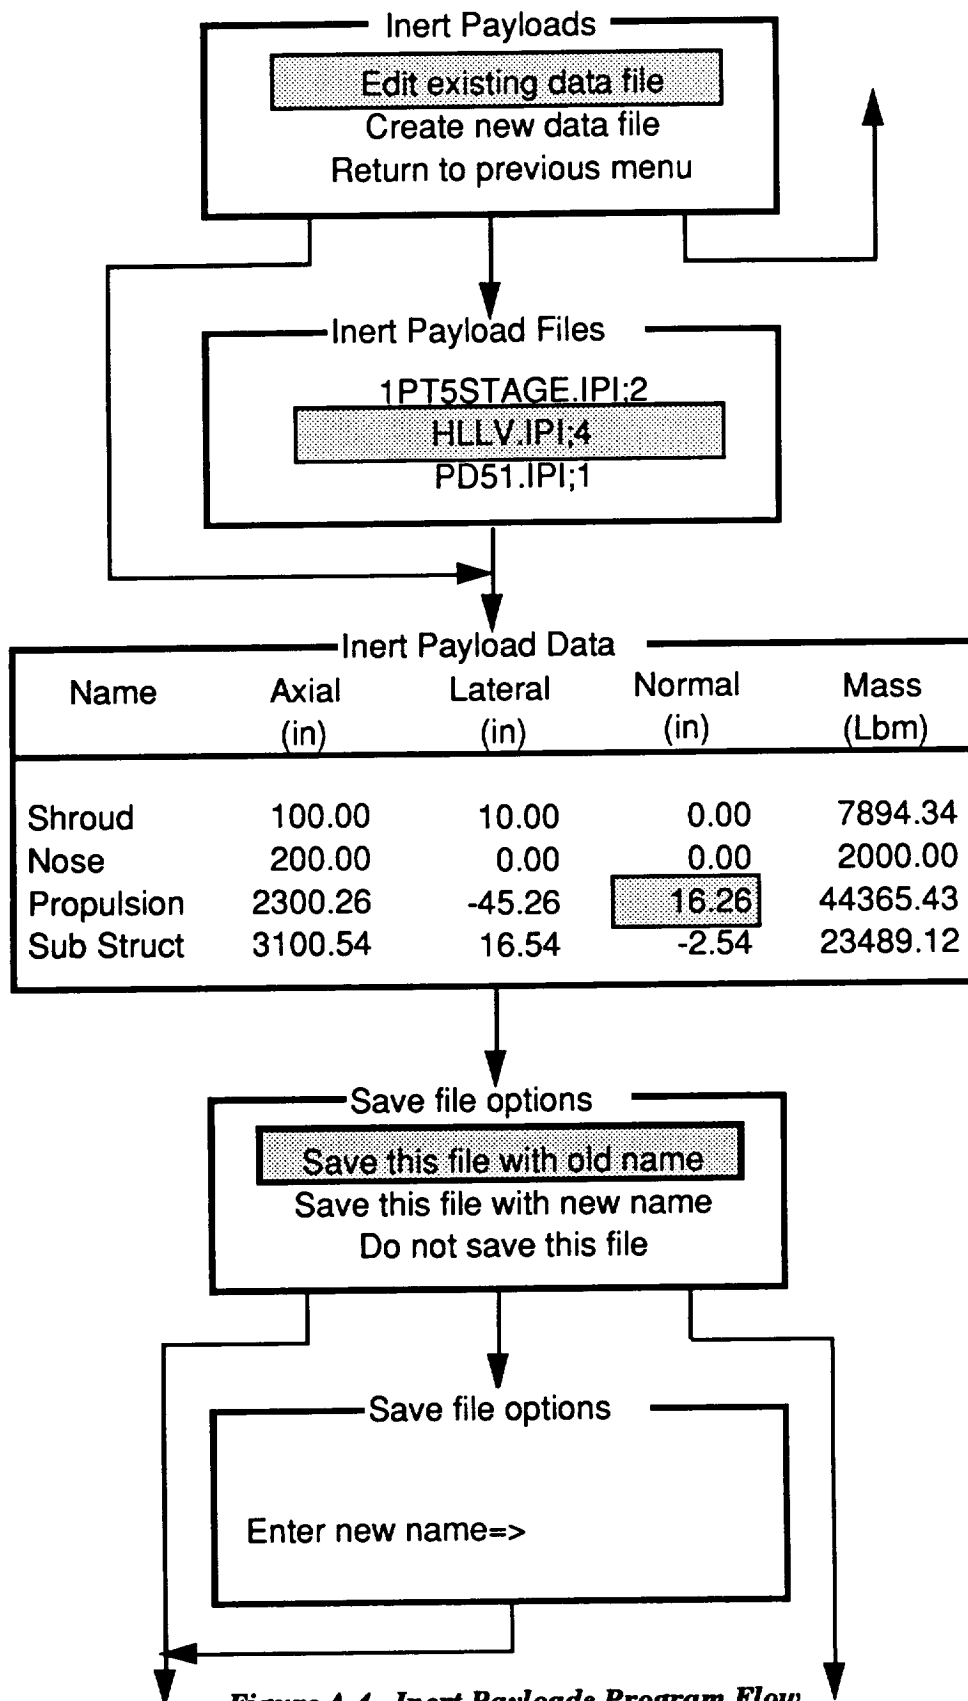 Inert Payloads
Edit existing data file
Create new data file
Return to previous menu
Inert Payload Files
1PT5STAGE.IPI;2
HLLV.IPI;4
PD51.IPI;1
Inert Payload Data
Name Axial Lateral Normal Mass
(in) (in) (in) (Lbm)
Shroud 100.00 10.00 0.00 7894.34
Nose 200.00 0.00 0.00 2000.00
Propulsion 2300.26 -45.26 16.26 44365.43
Sub Struct 3100.54 16.54 -2.54 23489.12
Save file options
Save this file with old name
Save this file with new name
Do not save this file
Save file options
Enter new name=>
Figure A-4. Inert Payloads Program Flow